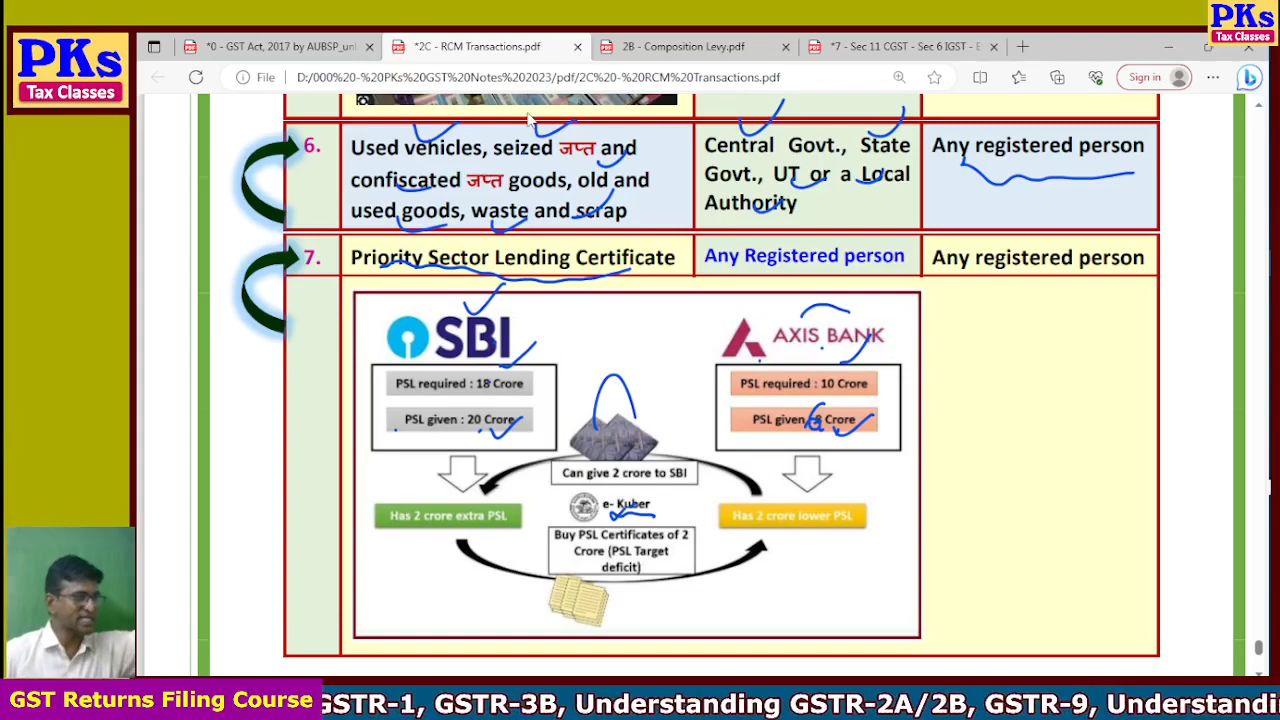 PKs
Tax Classes
PKs
Tax Classes
*0 - GST Act, 2017 by AUBSP_unl
*2C - RCM Transactions.pdf
2B - Composition Levy.pdf
*7 - Sec 11 CGST - Sec 6 IGST - E
File
D:/000%20-%20PKs%20GST%20Notes%202023/pdf/2C%20-%20RCM%20Transactions.pdf
Sign in
6.
Used vehicles, seized जप्त and
confiscated जप्त goods, old and
used goods, waste and scrap
Central Govt., State
Govt., UT or a Local
Authority
Any registered person
7.
Priority Sector Lending Certificate
Any Registered person
Any registered person
SBI
PSL required : 18 Crore
PSL given : 20 Crore
Has 2 crore extra PSL
Can give 2 crore to SBI
e- Kuber
Buy PSL Certificates of 2
Crore (PSL Target
deficit)
AXIS BANK
PSL required : 10 Crore
PSL given : 8 Crore
Has 2 crore lower PSL
GST Returns Filing Course
GSTR-1, GSTR-3B, Understanding GSTR-2A/2B, GSTR-9, Understandi